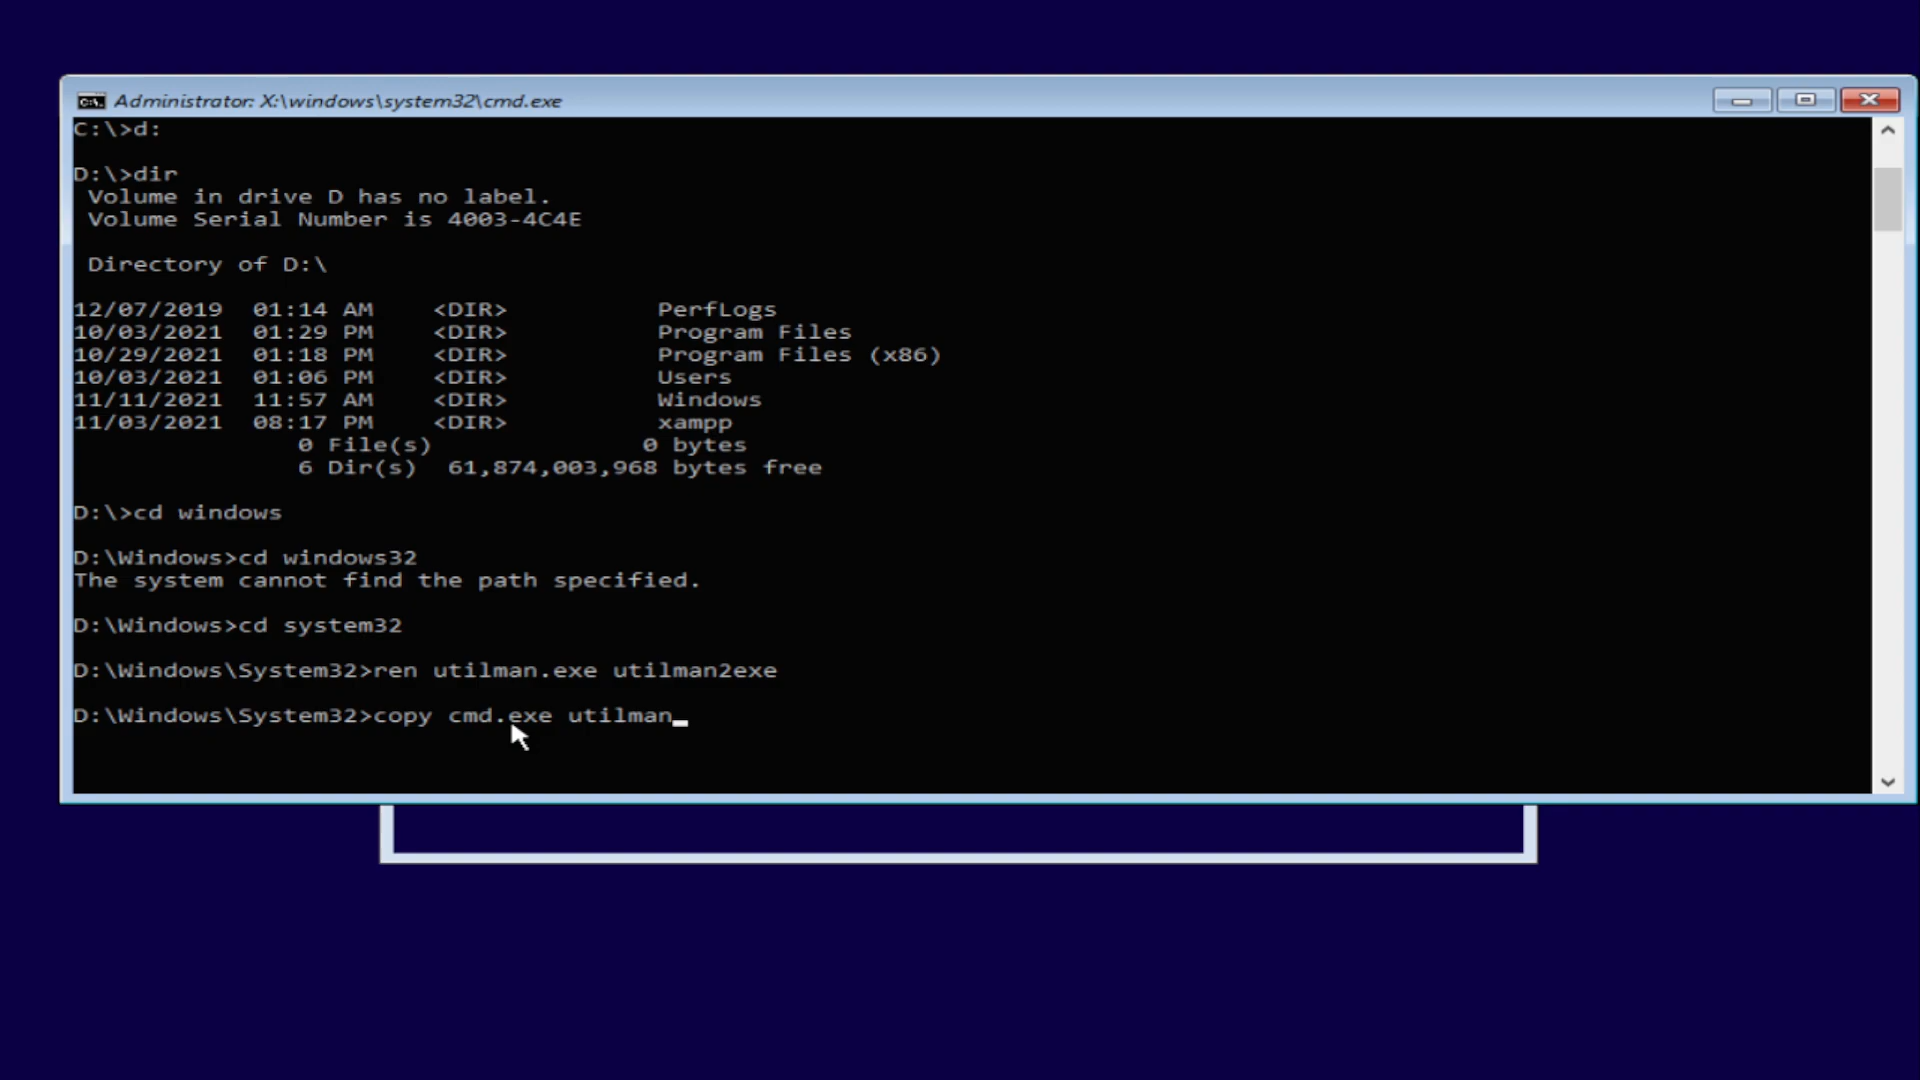 Administrator: X:\windows\system32\cmd.exe
C:\>d:
D:\>dir
Volume in drive D has no label.
Volume Serial Number is 4003-4C4E
Directory of D:\
12/07/2019 01:14 AM <DIR> PerfLogs
10/03/2021 01:29 PM <DIR> Program Files
10/29/2021 01:18 PM <DIR> Program Files (x86)
10/03/2021 01:06 PM <DIR> Users
11/11/2021 11:57 AM <DIR> Windows
11/03/2021 08:17 PM <DIR> xampp
0 File(s) 0 bytes
6 Dir(s) 61,874,003,968 bytes free
D:\>cd windows
D:\Windows>cd windows32
The system cannot find the path specified.
D:\Windows>cd system32
D:\Windows\System32>ren utilman.exe utilman2exe
D:\Windows\System32>copy cmd.exe utilman_